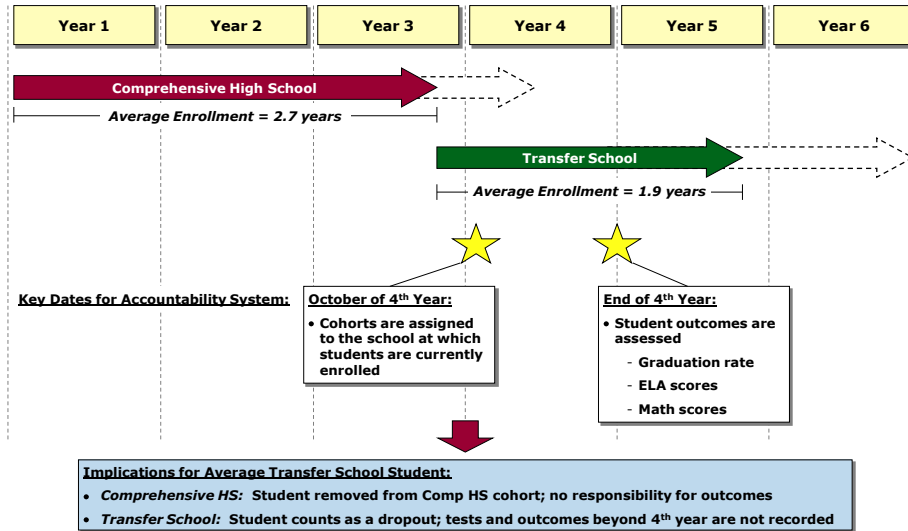 Year 1
Year 2
Year 3
Year 4
Year 5
Year 6
Comprehensive High School
Average Enrollment = 2.7 years
Transfer School
Average Enrollment = 1.9 years
Key Dates for Accountability System:
October of 4th Year:
• Cohorts are assigned
to the school at which
students are currently
enrolled
End of 4th Year:
• Student outcomes are
assessed
- Graduation rate
- ELA scores
- Math scores
Implications for Average Transfer School Student:
• Comprehensive HS: Student removed from Comp HS cohort; no responsibility for outcomes
• Transfer School: Student counts as a dropout; tests and outcomes beyond 4th year are not recorded